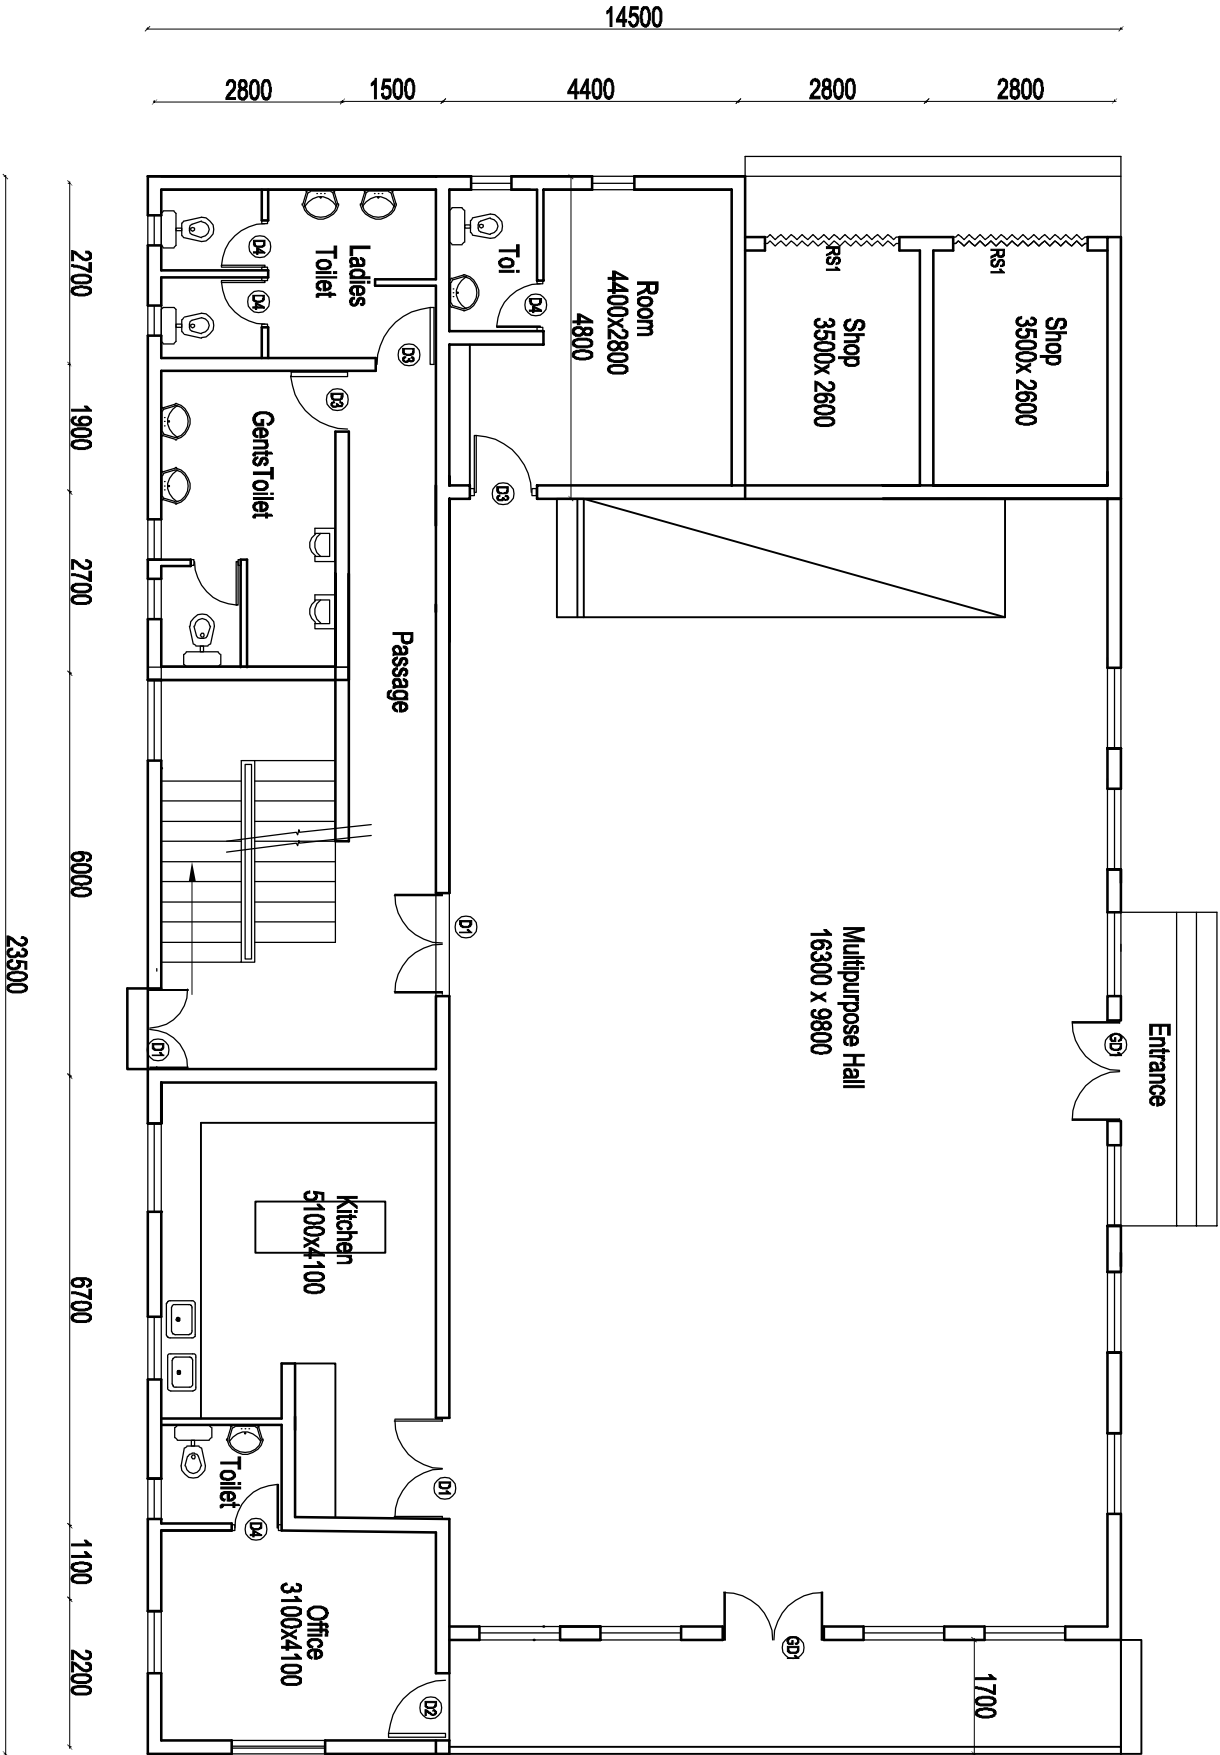 14500
2800
1500
4400
2800
2800
Ladies
Toilet
D4
D4
Toi
D4
Room
4400x2800
4800
RS1
Shop
3500x 2600
RS1
Shop
3500x 2600
D3
D3
GentsToilet
D3
Passage
Multipurpose Hall
16300 x 9800
D1
D1
Entrance
GD1
Kitchen
5100x4100
D1
Toilet
D4
Office
3100x4100
D2
GD1
1700
2700
1900
2700
6000
6700
1100
2200
23500